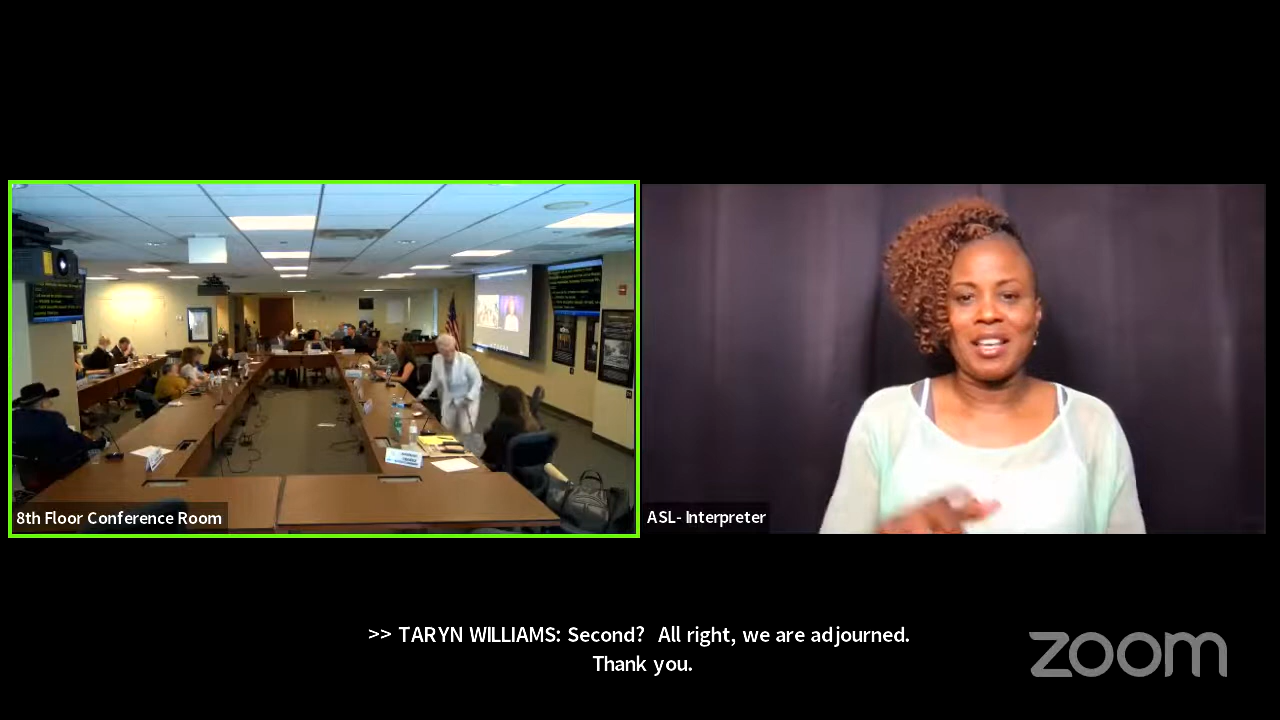 8th Floor Conference Room
ASL- Interpreter
>> TARYN WILLIAMS: Second?  All right, we are adjourned.
Thank you.
zoom